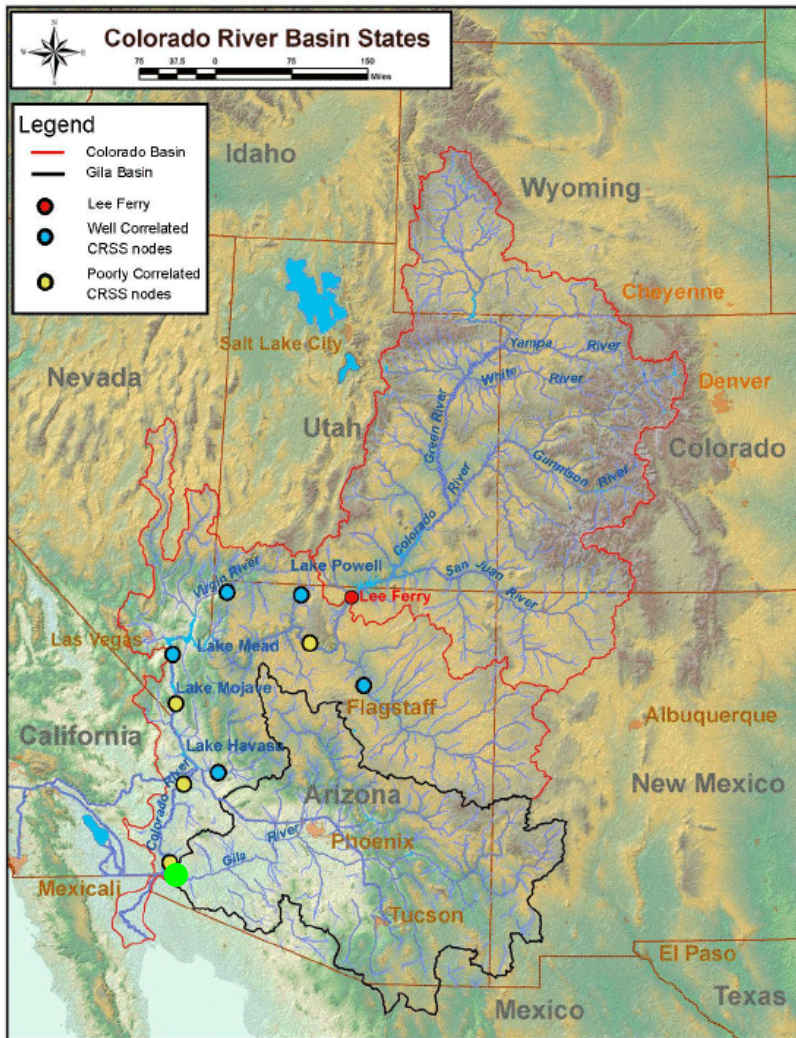 Colorado River Basin States
75 37.5 0 75 150
Miles
N
W
E
S
Legend
Colorado Basin
Gila Basin
Lee Ferry
Well Correlated
CRSS nodes
Poorly Correlated
CRSS nodes
Idaho
Wyoming
Cheyenne
Salt Lake City
Yampa River
White River
Nevada
Denver
Utah
Green River
Colorado
Gunnison River
Colorado River
Lake Powell
San Juan River
Virgin River
Lee Ferry
Las Vegas
Lake Mead
Lake Mojave
Flagstaff
Albuquerque
California
Lake Havasu
New Mexico
Arizona
Colorado River
Phoenix
Gila River
Mexicali
Tucson
El Paso
Mexico
Texas